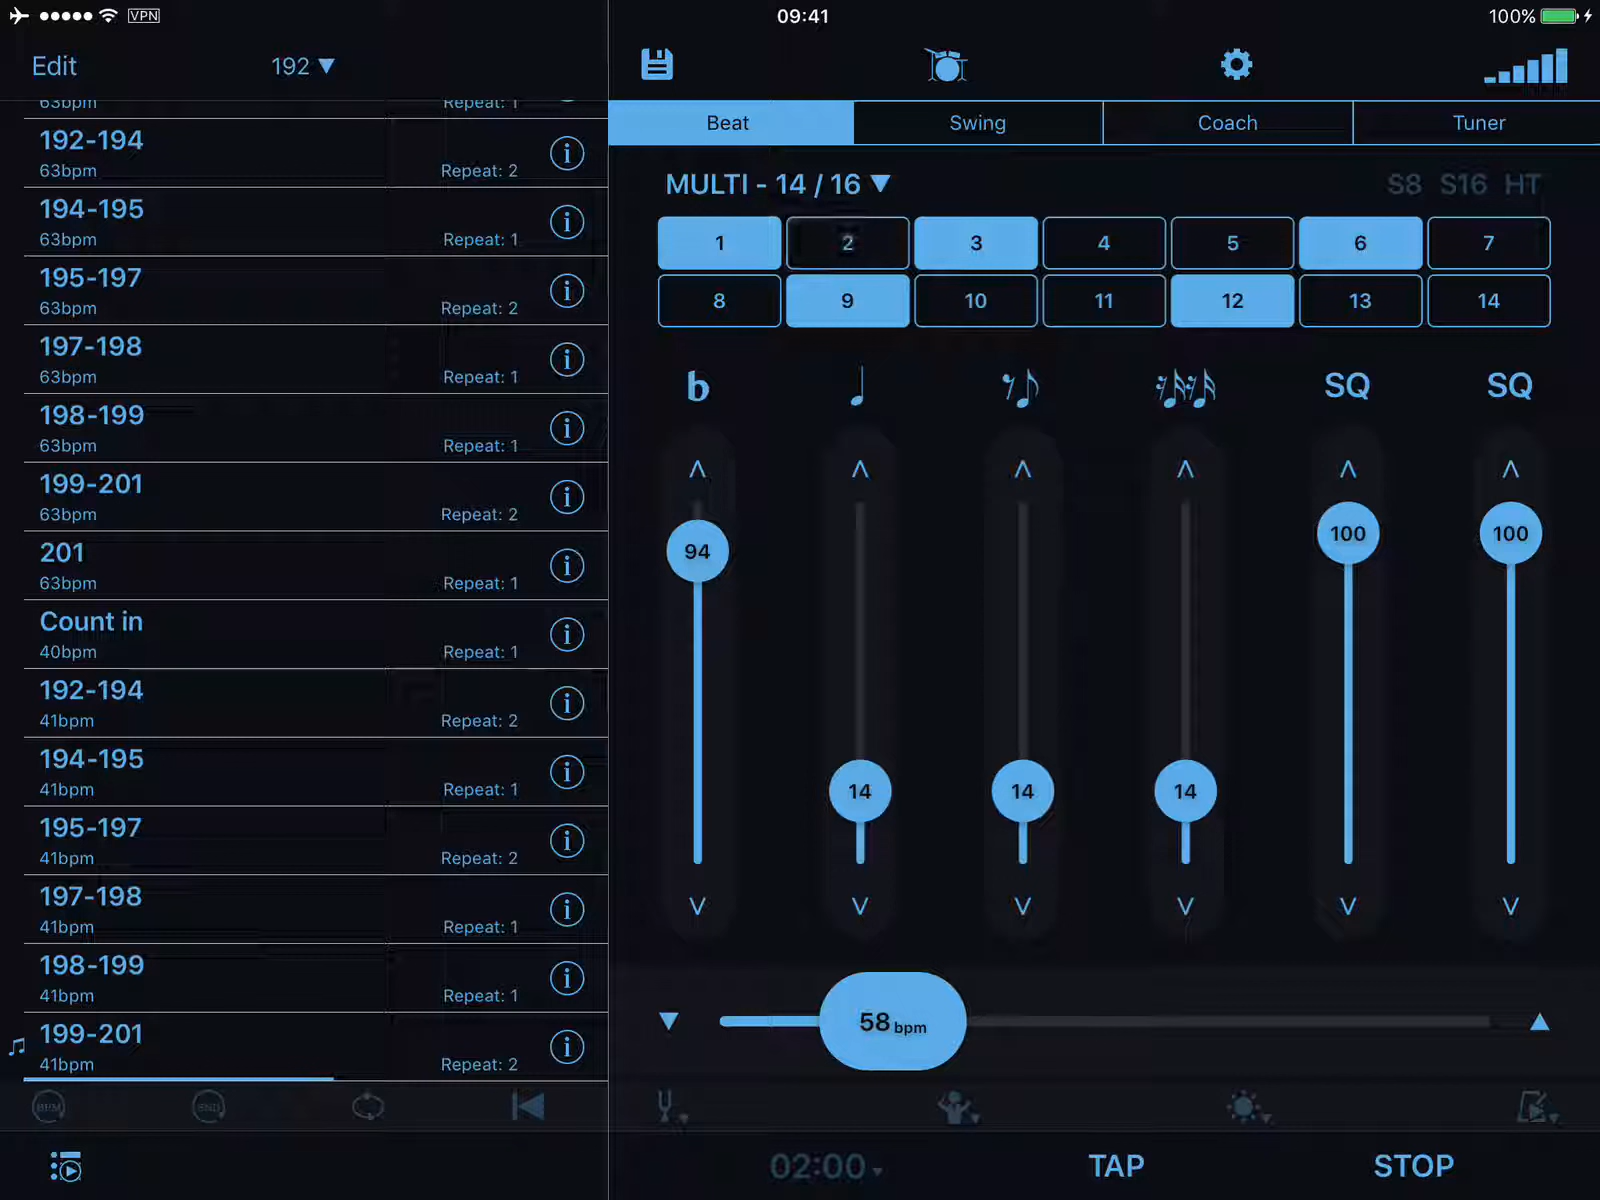 VPN
09:41
100%
Edit
192 ▼
63bpm
Repeat: 1
192-194
63bpm
Repeat: 2
194-195
63bpm
Repeat: 1
195-197
63bpm
Repeat: 2
197-198
63bpm
Repeat: 1
198-199
63bpm
Repeat: 1
199-201
63bpm
Repeat: 2
201
63bpm
Repeat: 1
Count in
40bpm
Repeat: 1
192-194
41bpm
Repeat: 2
194-195
41bpm
Repeat: 1
195-197
41bpm
Repeat: 2
197-198
41bpm
Repeat: 1
198-199
41bpm
Repeat: 1
199-201
41bpm
Repeat: 2
BPM
Beat
Swing
Coach
Tuner
MULTI - 14 / 16 ▼
S8 S16 HT
1 2 3 4 5 6 7
8 9 10 11 12 13 14
b
SQ
SQ
94
14
14
14
100
100
58 bpm
02:00
TAP
STOP